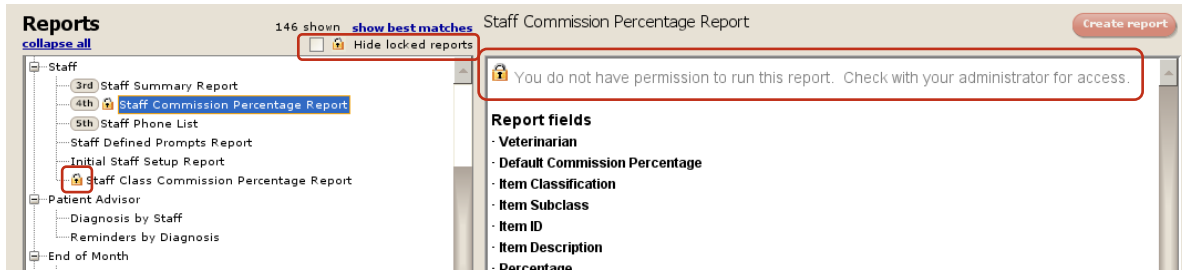 Reports
146 shown show best matches
collapse all
Hide locked reports
Staff
3rd Staff Summary Report
4th Staff Commission Percentage Report
5th Staff Phone List
Staff Defined Prompts Report
Initial Staff Setup Report
Staff Class Commission Percentage Report
Patient Advisor
Diagnosis by Staff
Reminders by Diagnosis
End of Month
Staff Commission Percentage Report
Create report
You do not have permission to run this report. Check with your administrator for access.
Report fields
· Veterinarian
· Default Commission Percentage
· Item Classification
· Item Subclass
· Item ID
· Item Description
· Percentage